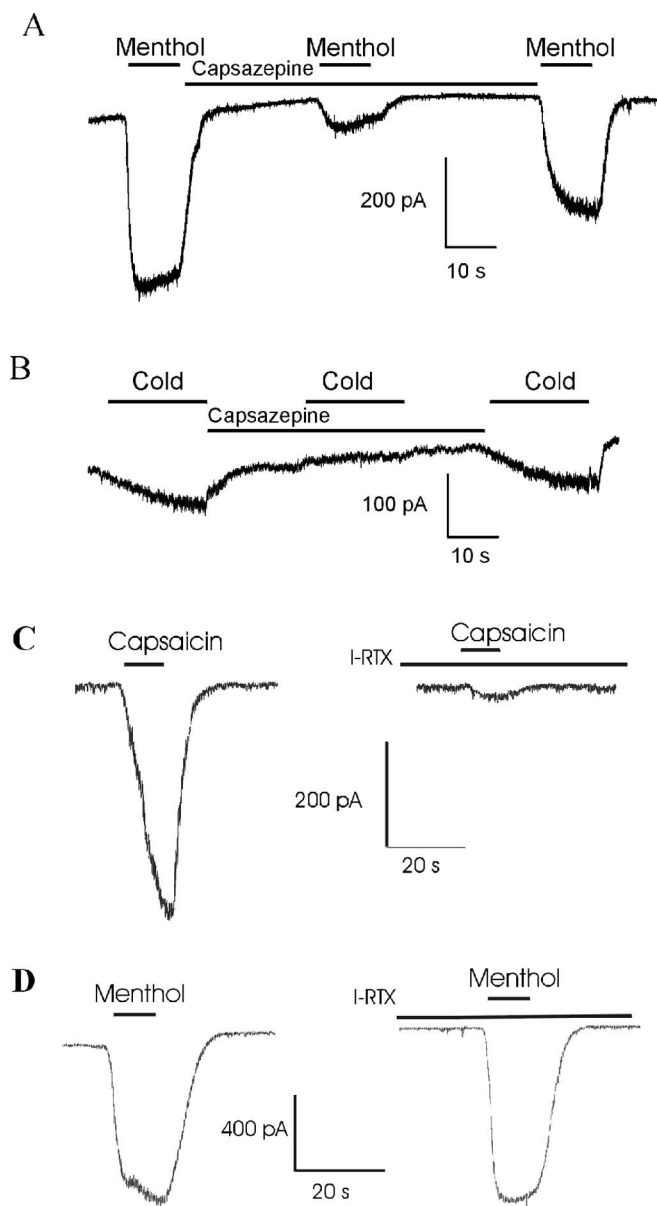 A
Menthol Menthol Menthol
Capsazepine
200 pA
10 s
B
Cold Cold Cold
Capsazepine
100 pA
10 s
C
Capsaicin Capsaicin
I-RTX
200 pA
20 s
D
Menthol Menthol
I-RTX
400 pA
20 s